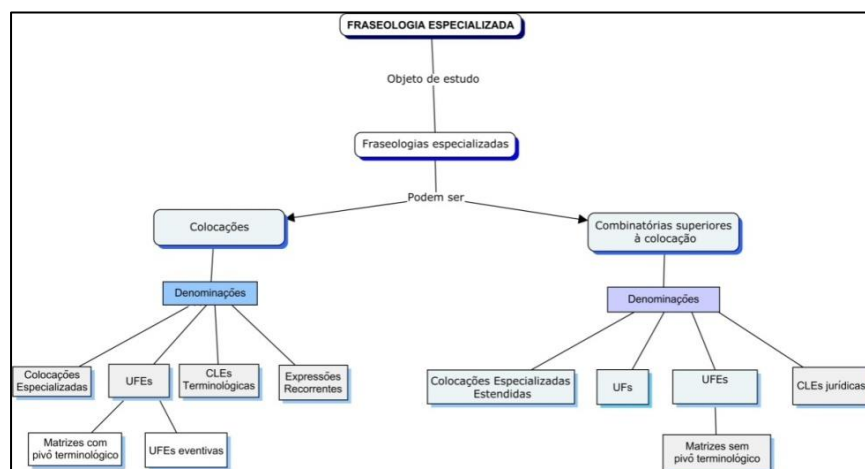 FRASEOLOGIA ESPECIALIZADA
Objeto de estudo
Fraseologias especializadas
Podem ser
Colocações
Combinatórias superiores
à colocação
Denominações
Denominações
Colocações
Especializadas
UFEs
CLEs
Terminológicas
Expressões
Recorrentes
Colocações Especializadas
Estendidas
UFs
UFEs
CLEs jurídicas
Matrizes com
pivô terminológico
UFEs eventivas
Matrizes sem
pivô terminológico